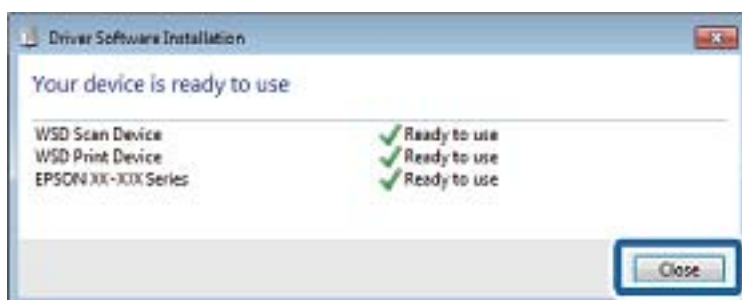 Driver Software Installation
Your device is ready to use
WSD Scan Device Ready to use
WSD Print Device Ready to use
EPSON XX-XXX Series Ready to use
Close